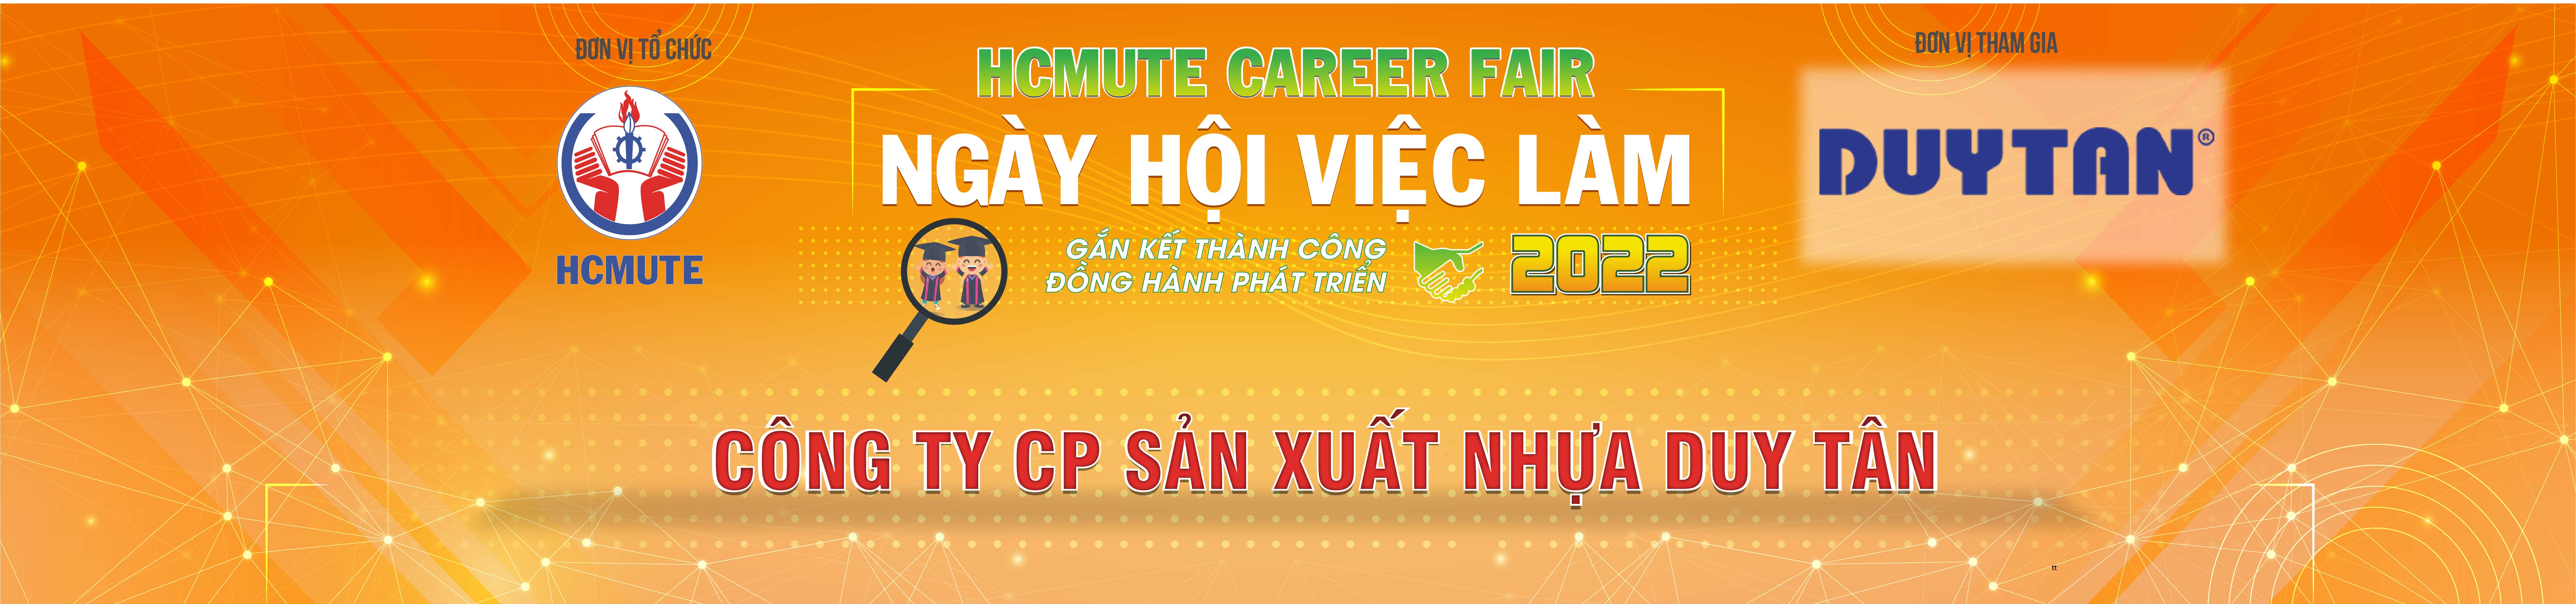 ĐƠN VỊ TỔ CHỨC
HCMUTE
HCMUTE CAREER FAIR
NGÀY HỘI VIỆC LÀM
GẮN KẾT THÀNH CÔNG
ĐỒNG HÀNH PHÁT TRIỂN
2022
ĐƠN VỊ THAM GIA
DUYTAN®
CÔNG TY CP SẢN XUẤT NHỰA DUY TÂN
tt